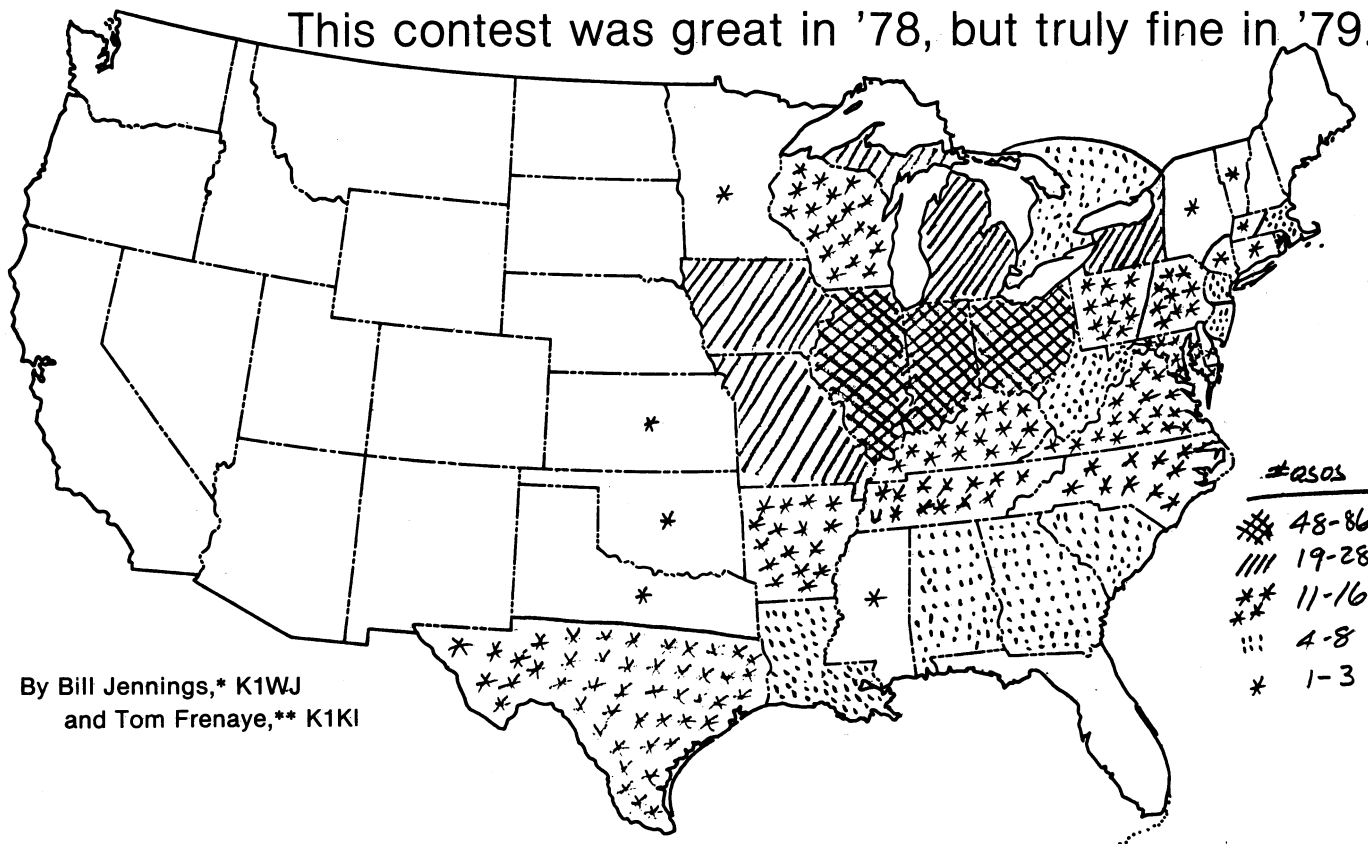 This contest was great in '78, but truly fine in '79.
#QSOS
48-86
19-28
11-16
4-8
1-3
By Bill Jennings,* K1WJ
and Tom Frenaye,** K1KI